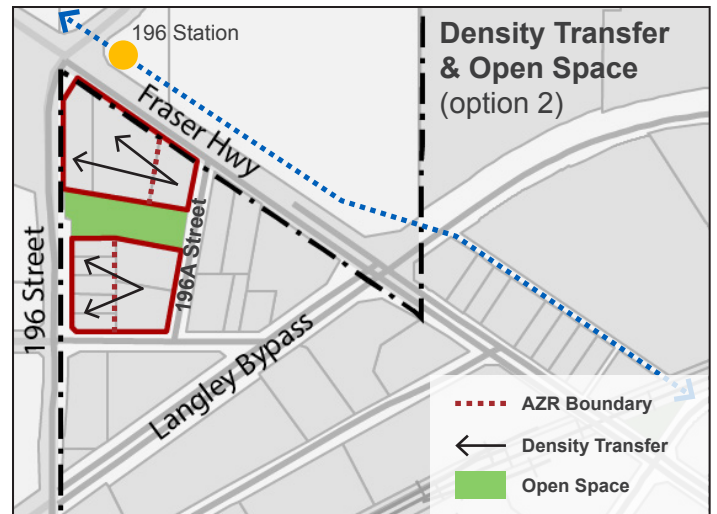 196 Station
Density Transfer
& Open Space
(option 2)
Fraser Hwy
196 Street
196A Street
Langley Bypass
AZR Boundary
Density Transfer
Open Space